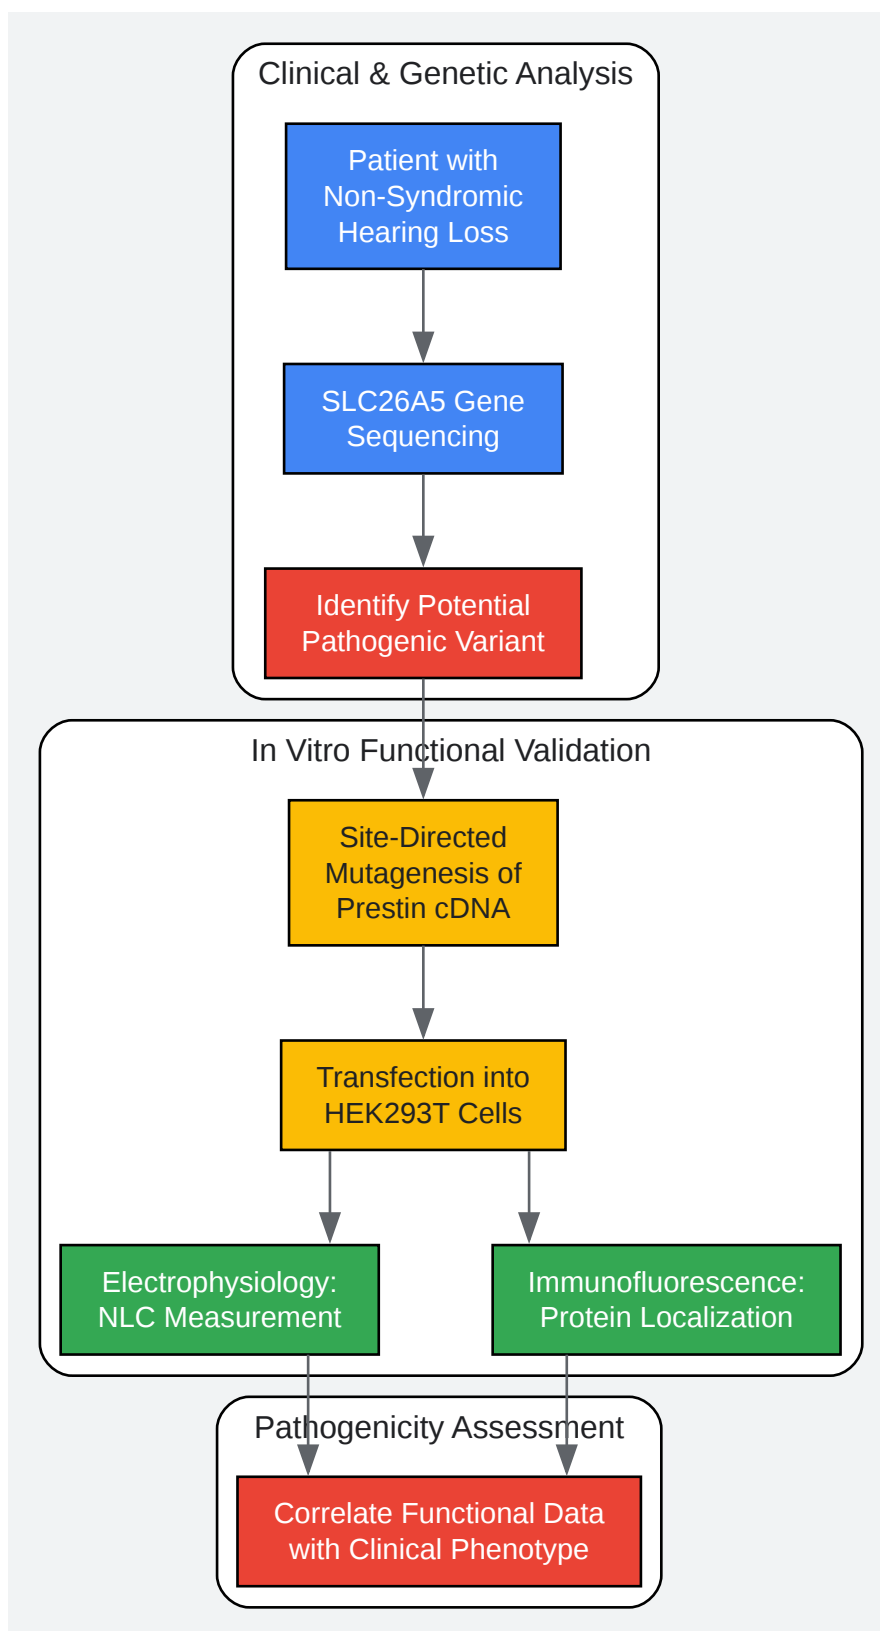 Clinical & Genetic Analysis
Patient with
Non-Syndromic
Hearing Loss
SLC26A5 Gene
Sequencing
Identify Potential
Pathogenic Variant
In Vitro Functional Validation
Site-Directed
Mutagenesis of
Prestin cDNA
Transfection into
HEK293T Cells
Electrophysiology:
NLC Measurement
Immunofluorescence:
Protein Localization
Pathogenicity Assessment
Correlate Functional Data
with Clinical Phenotype